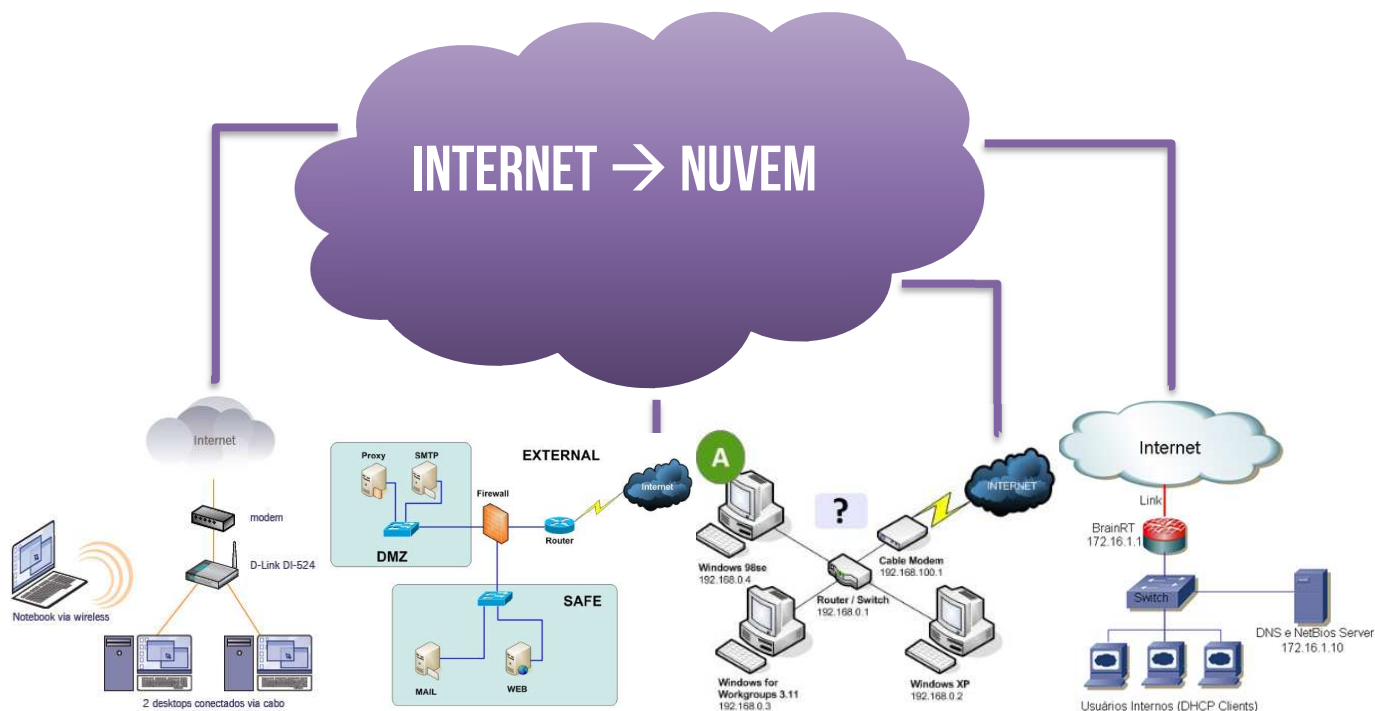 INTERNET → NUVEM
Internet
modem
D-Link DI-524
Notebook via wireless
2 desktops conectados via cabo
Proxy
SMTP
EXTERNAL
Internet
Firewall
Router
DMZ
SAFE
MAIL
WEB
A
?
INTERNET
Windows 98se
192.168.0.4
Cable Modem
192.168.100.1
Router / Switch
192.168.0.1
Windows for
Workgroups 3.11
192.168.0.3
Windows XP
192.168.0.2
Internet
Link
BrainRT
172.16.1.1
Switch
DNS e NetBios Server
172.16.1.10
Usuários Internos (DHCP Clients)